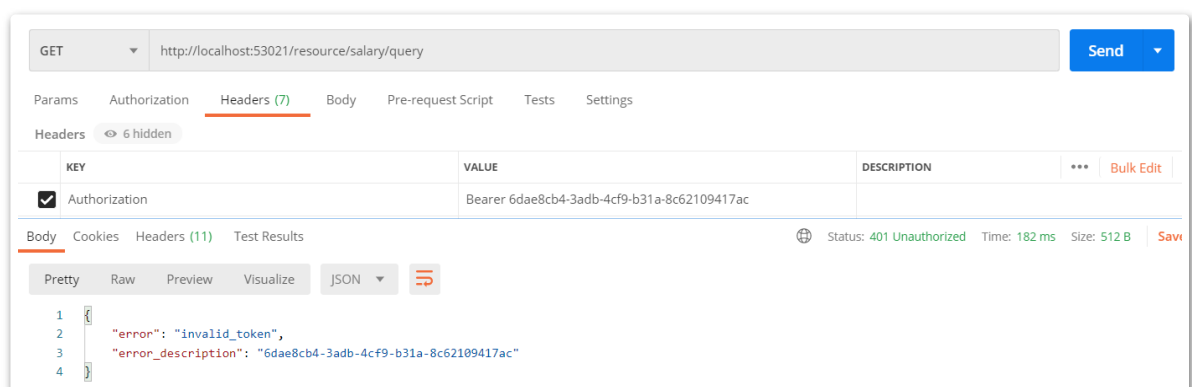 GET http://localhost:53021/resource/salary/query Send
Params Authorization Headers (7) Body Pre-request Script Tests Settings
Headers 6 hidden
KEY VALUE DESCRIPTION ••• Bulk Edit
Authorization Bearer 6dae8cb4-3adb-4cf9-b31a-8c62109417ac
Body Cookies Headers (11) Test Results Status: 401 Unauthorized Time: 182 ms Size: 512 B Save
Pretty Raw Preview Visualize JSON
1 {
2 "error": "invalid_token",
3 "error_description": "6dae8cb4-3adb-4cf9-b31a-8c62109417ac"
4 }